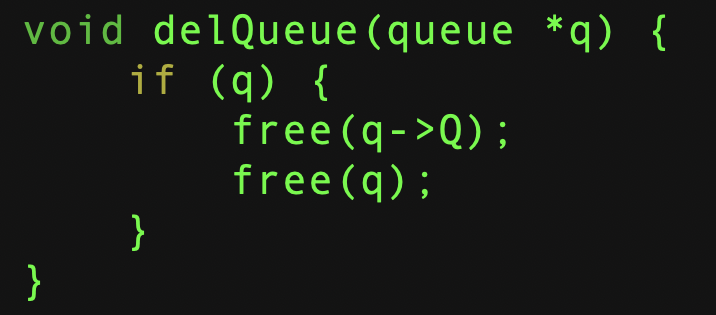 void delQueue(queue *q) {
    if (q) {
        free(q->Q);
        free(q);
    }
}